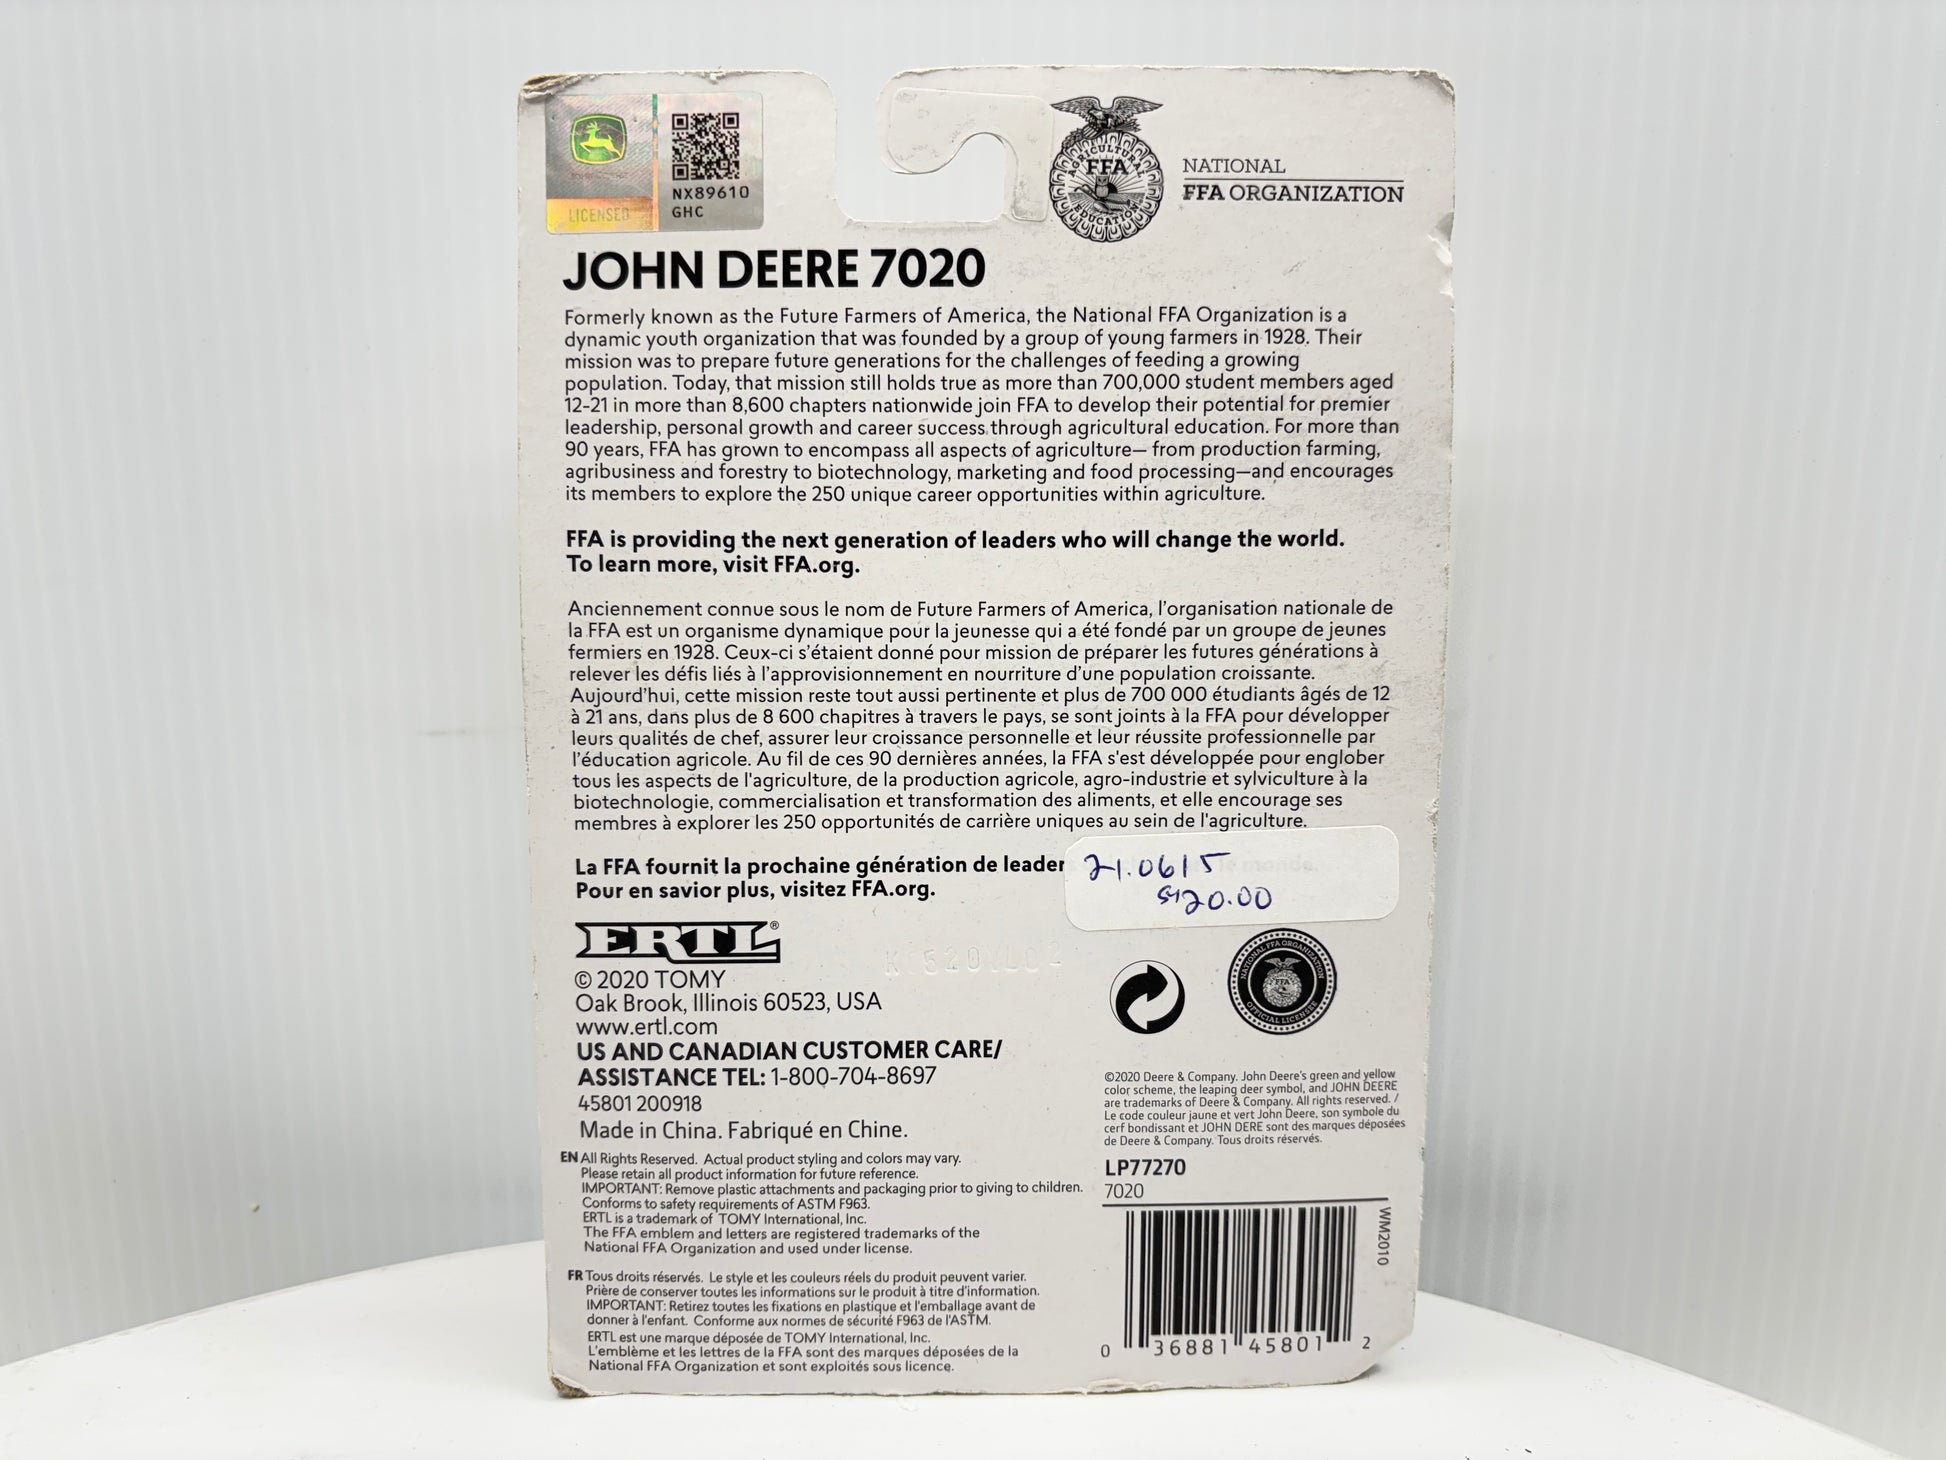 LICENSED
NX89610
GHC
AGRICULTURAL
FFA
EDUCATION
NATIONAL
FFA ORGANIZATION
JOHN DEERE 7020
Formerly known as the Future Farmers of America, the National FFA Organization is a
dynamic youth organization that was founded by a group of young farmers in 1928. Their
mission was to prepare future generations for the challenges of feeding a growing
population. Today, that mission still holds true as more than 700,000 student members aged
12-21 in more than 8,600 chapters nationwide join FFA to develop their potential for premier
leadership, personal growth and career success through agricultural education. For more than
90 years, FFA has grown to encompass all aspects of agriculture— from production farming,
agribusiness and forestry to biotechnology, marketing and food processing—and encourages
its members to explore the 250 unique career opportunities within agriculture.
FFA is providing the next generation of leaders who will change the world.
To learn more, visit FFA.org.
Anciennement connue sous le nom de Future Farmers of America, l'organisation nationale de
la FFA est un organisme dynamique pour la jeunesse qui a été fondé par un groupe de jeunes
fermiers en 1928. Ceux-ci s'étaient donné pour mission de préparer les futures générations à
relever les défis liés à l'approvisionnement en nourriture d'une population croissante.
Aujourd'hui, cette mission reste tout aussi pertinente et plus de 700 000 étudiants âgés de 12
à 21 ans, dans plus de 8 600 chapitres à travers le pays, se sont joints à la FFA pour développer
leurs qualités de chef, assurer leur croissance personnelle et leur réussite professionnelle par
l'éducation agricole. Au fil de ces 90 dernières années, la FFA s'est développée pour englober
tous les aspects de l'agriculture, de la production agricole, agro-industrie et sylviculture à la
biotechnologie, commercialisation et transformation des aliments, et elle encourage ses
membres à explorer les 250 opportunités de carrière uniques au sein de l'agriculture.
La FFA fournit la prochaine génération de leaders le monde.
Pour en savoir plus, visitez FFA.org.
21.0615
$20.00
ERTL®
© 2020 TOMY
Oak Brook, Illinois 60523, USA
www.ertl.com
US AND CANADIAN CUSTOMER CARE/
ASSISTANCE TEL: 1-800-704-8697
45801 200918
Made in China. Fabriqué en Chine.
EN All Rights Reserved. Actual product styling and colors may vary.
Please retain all product information for future reference.
IMPORTANT: Remove plastic attachments and packaging prior to giving to children.
Conforms to safety requirements of ASTM F963.
ERTL is a trademark of TOMY International, Inc.
The FFA emblem and letters are registered trademarks of the
National FFA Organization and used under license.
FR Tous droits réservés. Le style et les couleurs réels du produit peuvent varier.
Prière de conserver toutes les informations sur le produit à titre d'information.
IMPORTANT: Retirez toutes les fixations en plastique et l'emballage avant de
donner à l'enfant. Conforme aux normes de sécurité F963 de l'ASTM.
ERTL est une marque déposée de TOMY International, Inc.
L'emblème et les lettres de la FFA sont des marques déposées de la
National FFA Organization et sont exploités sous licence.
NATIONAL FFA ORGANIZATION
FFA
OFFICIAL LICENSEE
©2020 Deere & Company. John Deere's green and yellow
color scheme, the leaping deer symbol, and JOHN DEERE
are trademarks of Deere & Company. All rights reserved. /
Le code couleur jaune et vert John Deere, son symbole du
cerf bondissant et JOHN DERE sont des marques déposées
de Deere & Company. Tous droits réservés.
LP77270
7020
WM2010
0 36881 45801 2